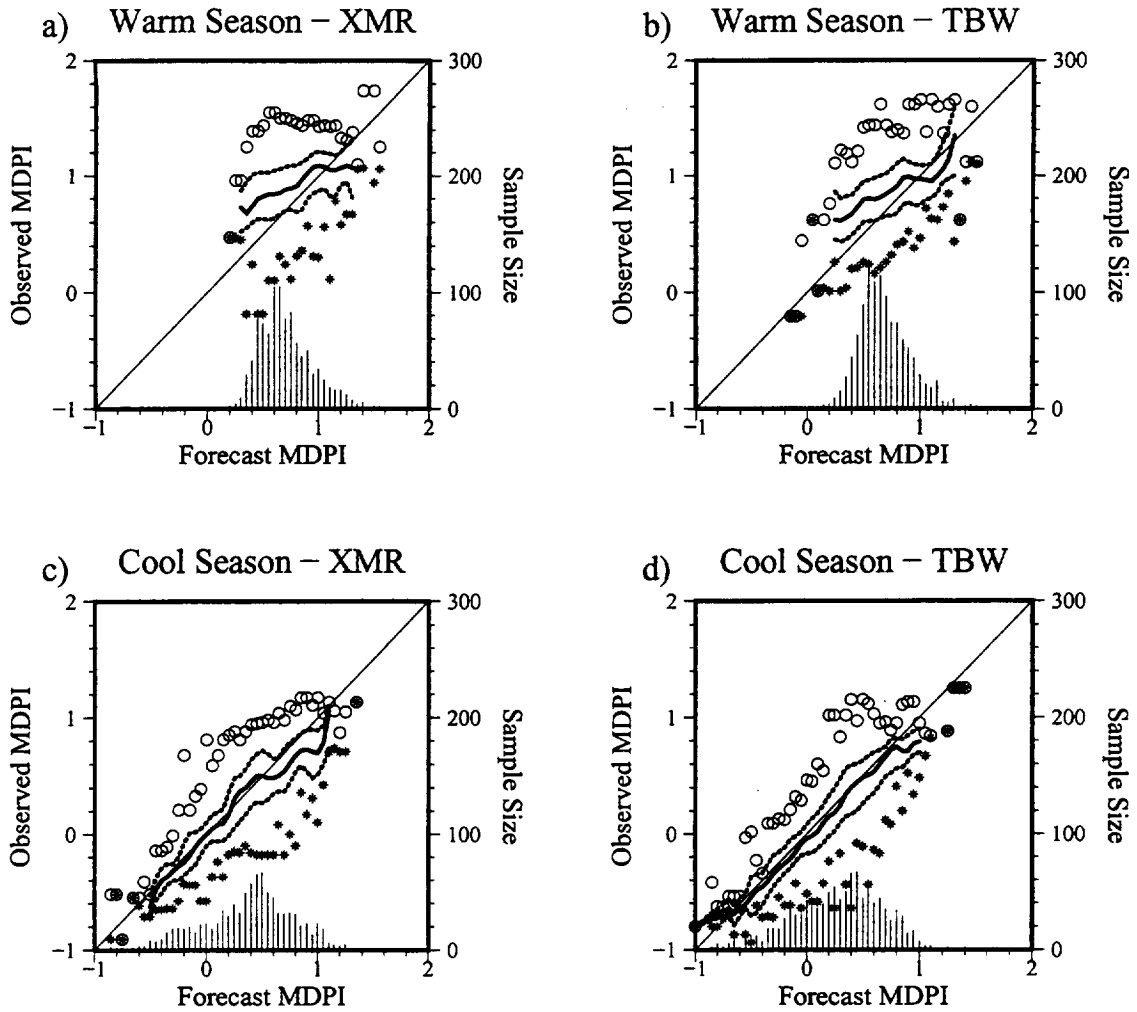 a) Warm Season – XMR
2
1
0
−1
Observed MDPI
300
200
100
0
Sample Size
−1 0 1 2
Forecast MDPI
b) Warm Season – TBW
2
1
0
−1
Observed MDPI
300
200
100
0
Sample Size
−1 0 1 2
Forecast MDPI
c) Cool Season – XMR
2
1
0
−1
Observed MDPI
300
200
100
0
Sample Size
−1 0 1 2
Forecast MDPI
d) Cool Season – TBW
2
1
0
−1
Observed MDPI
300
200
100
0
Sample Size
−1 0 1 2
Forecast MDPI